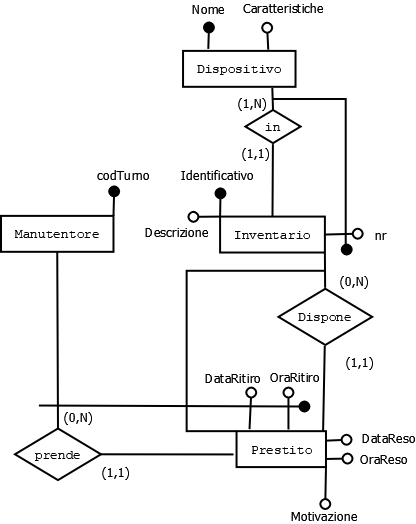 Nome
Caratteristiche
Dispositivo
(1,N)
in
(1,1)
codTurno
Identificativo
Manutentore
Descrizione
Inventario
nr
(0,N)
Dispone
(1,1)
DataRitiro
OraRitiro
(0,N)
prende
(1,1)
Prestito
DataReso
OraReso
Motivazione